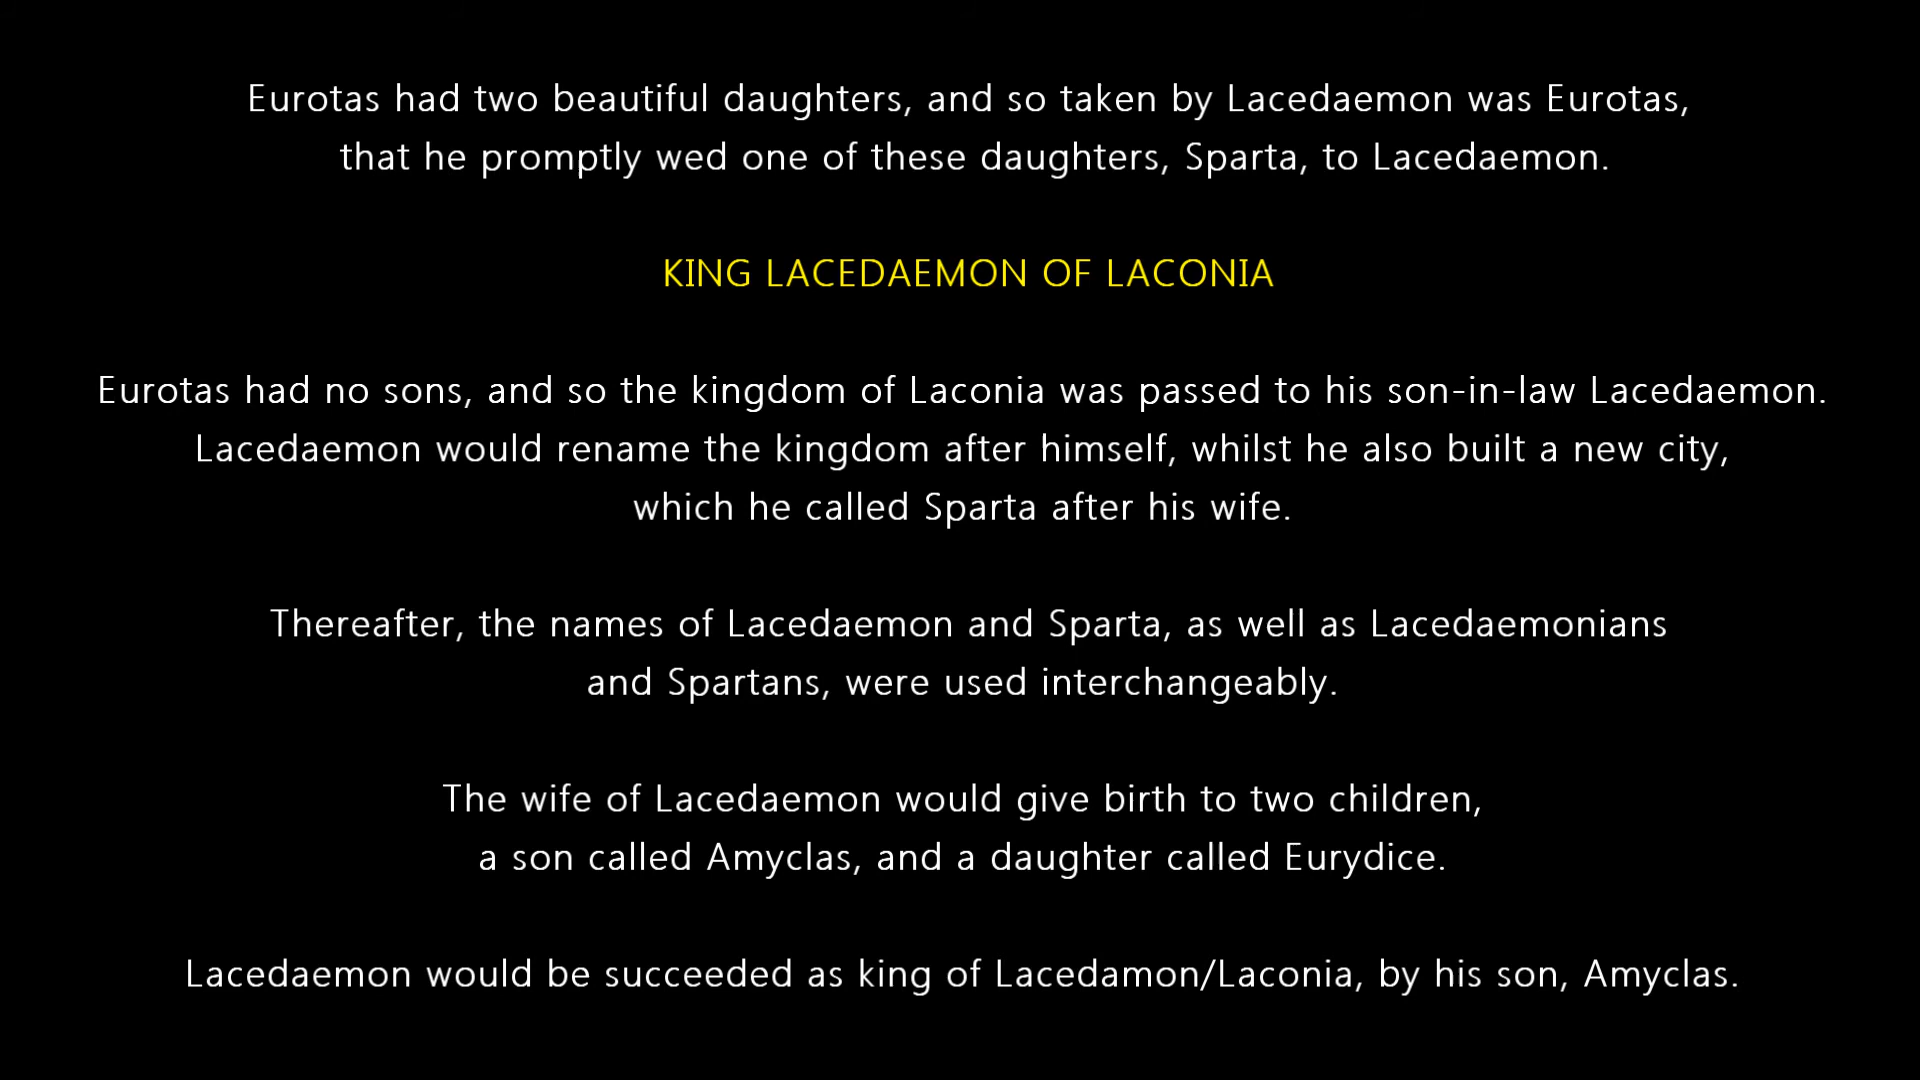 Eurotas had two beautiful daughters, and so taken by Lacedaemon was Eurotas,
that he promptly wed one of these daughters, Sparta, to Lacedaemon.
KING LACEDAEMON OF LACONIA
Eurotas had no sons, and so the kingdom of Laconia was passed to his son-in-law Lacedaemon.
Lacedaemon would rename the kingdom after himself, whilst he also built a new city,
which he called Sparta after his wife.
Thereafter, the names of Lacedaemon and Sparta, as well as Lacedaemonians
and Spartans, were used interchangeably.
The wife of Lacedaemon would give birth to two children,
a son called Amyclas, and a daughter called Eurydice.
Lacedaemon would be succeeded as king of Lacedamon/Laconia, by his son, Amyclas.